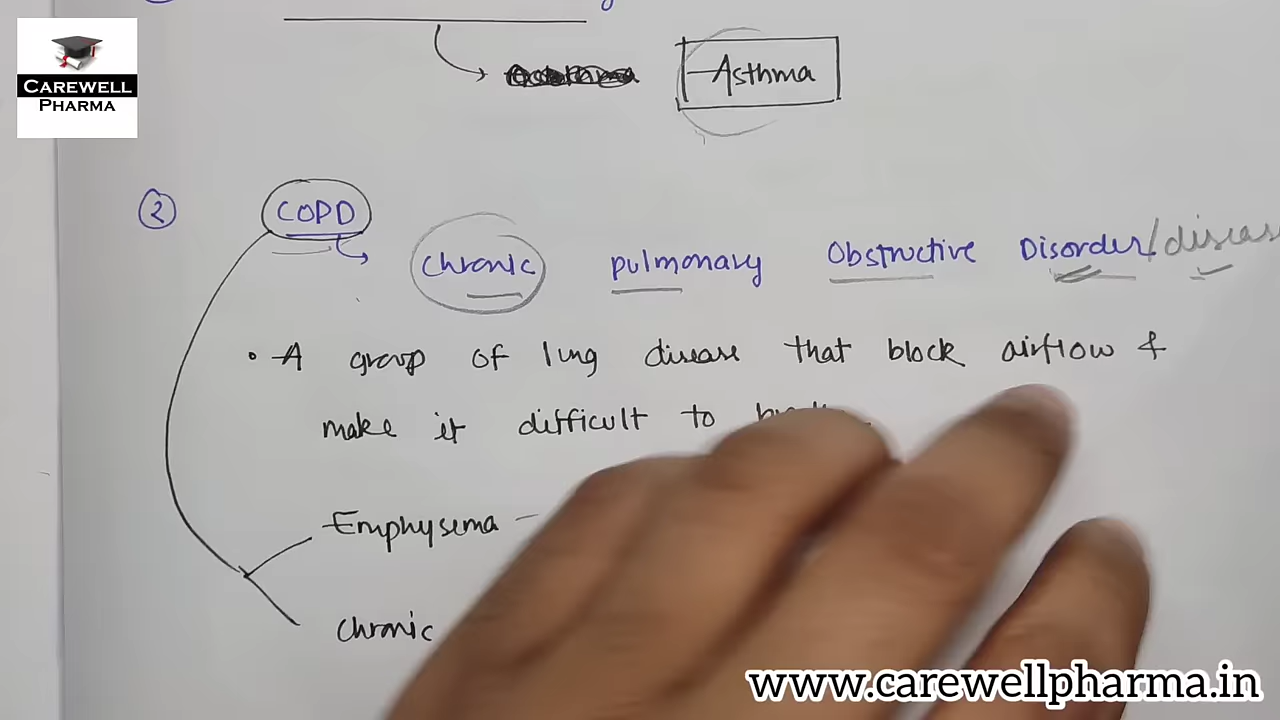 CAREWELL
PHARMA
Asthma
2 COPD
Chronic pulmonary Obstructive Disorder/disease
• A group of lung disease that block airflow &
make it difficult to
Emphysema -
Chronic
www.carewellpharma.in